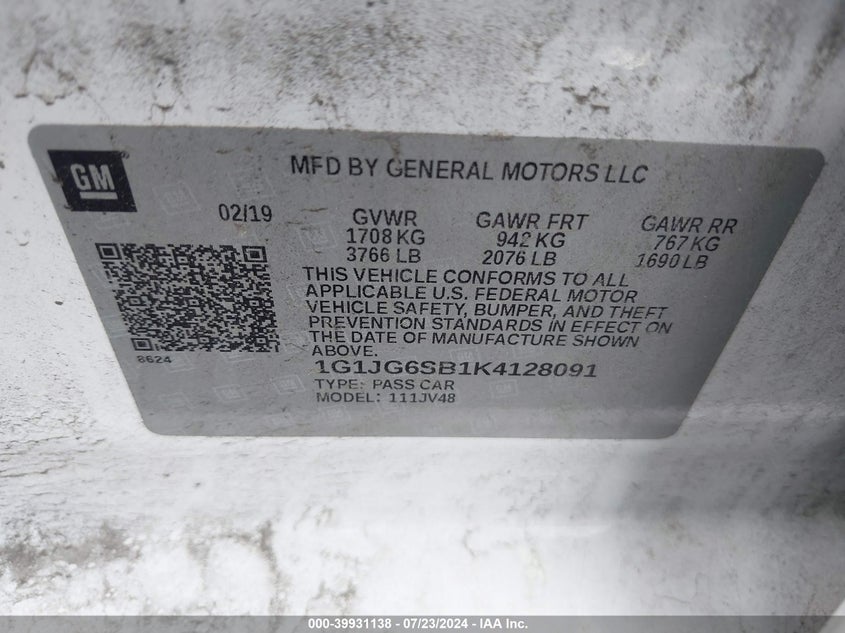 GM
MFD BY GENERAL MOTORS LLC
02/19 GVWR GAWR FRT GAWR RR
1708 KG 942 KG 767 KG
3766 LB 2076 LB 1690 LB
THIS VEHICLE CONFORMS TO ALL
APPLICABLE U.S. FEDERAL MOTOR
VEHICLE SAFETY, BUMPER, AND THEFT
PREVENTION STANDARDS IN EFFECT ON
THE DATE OF MANUFACTURE SHOWN
ABOVE.
8624
1G1JG6SB1K4128091
TYPE: PASS CAR
MODEL: 111JV48
000-39931138 - 07/23/2024 - IAA Inc.